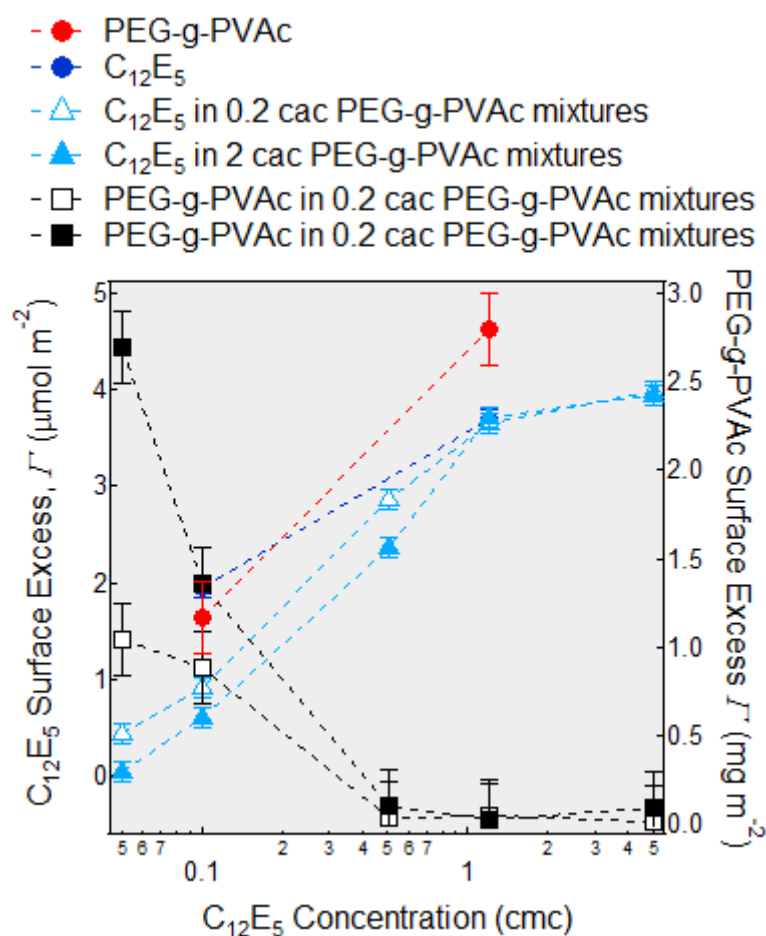 PEG-g-PVAc
C₁₂E₅
C₁₂E₅ in 0.2 cac PEG-g-PVAc mixtures
C₁₂E₅ in 2 cac PEG-g-PVAc mixtures
PEG-g-PVAc in 0.2 cac PEG-g-PVAc mixtures
PEG-g-PVAc in 0.2 cac PEG-g-PVAc mixtures
C₁₂E₅ Surface Excess, Γ (μmol m⁻²)
5
4
3
2
1
0
3.0
2.5
2.0
1.5
1.0
0.5
0.0
PEG-g-PVAc Surface Excess Γ (mg m⁻²)
5 6 7 2 3 4 5 6 7 2 3 4 5
0.1 1
C₁₂E₅ Concentration (cmc)